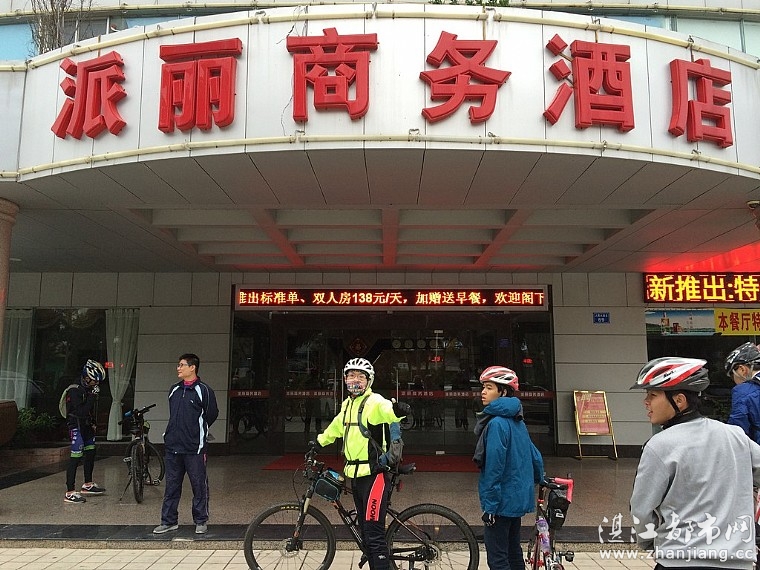 派丽商务酒店
推出标准单、双人房138元/天，加赠送早餐，欢迎阁下
新推出:特
本餐厅特
湛江都市网
www.zhanjiang.cc